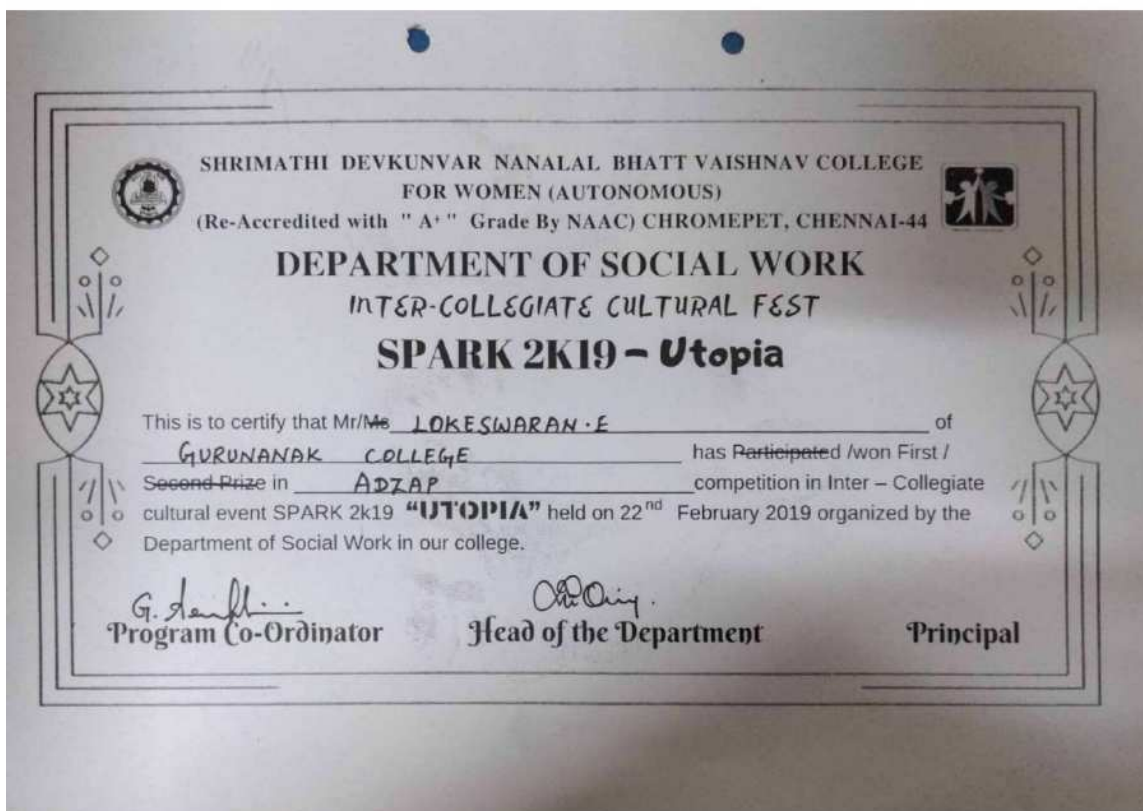 SHRIMATHI DEVKUNVAR NANALAL BHATT VAISHNAV COLLEGE
FOR WOMEN (AUTONOMOUS)
(Re-Accredited with " A+ " Grade By NAAC) CHROMEPET, CHENNAI-44
DEPARTMENT OF SOCIAL WORK
INTER-COLLEGIATE CULTURAL FEST
SPARK 2K19 – Utopia
This is to certify that Mr/Ms LOKESWARAN.E of
GURUNANAK COLLEGE has Participated /won First /
Second Prize in ADZAP competition in Inter – Collegiate
cultural event SPARK 2k19 “UTOPIA” held on 22nd February 2019 organized by the
Department of Social Work in our college.
Program Co-Ordinator Head of the Department Principal